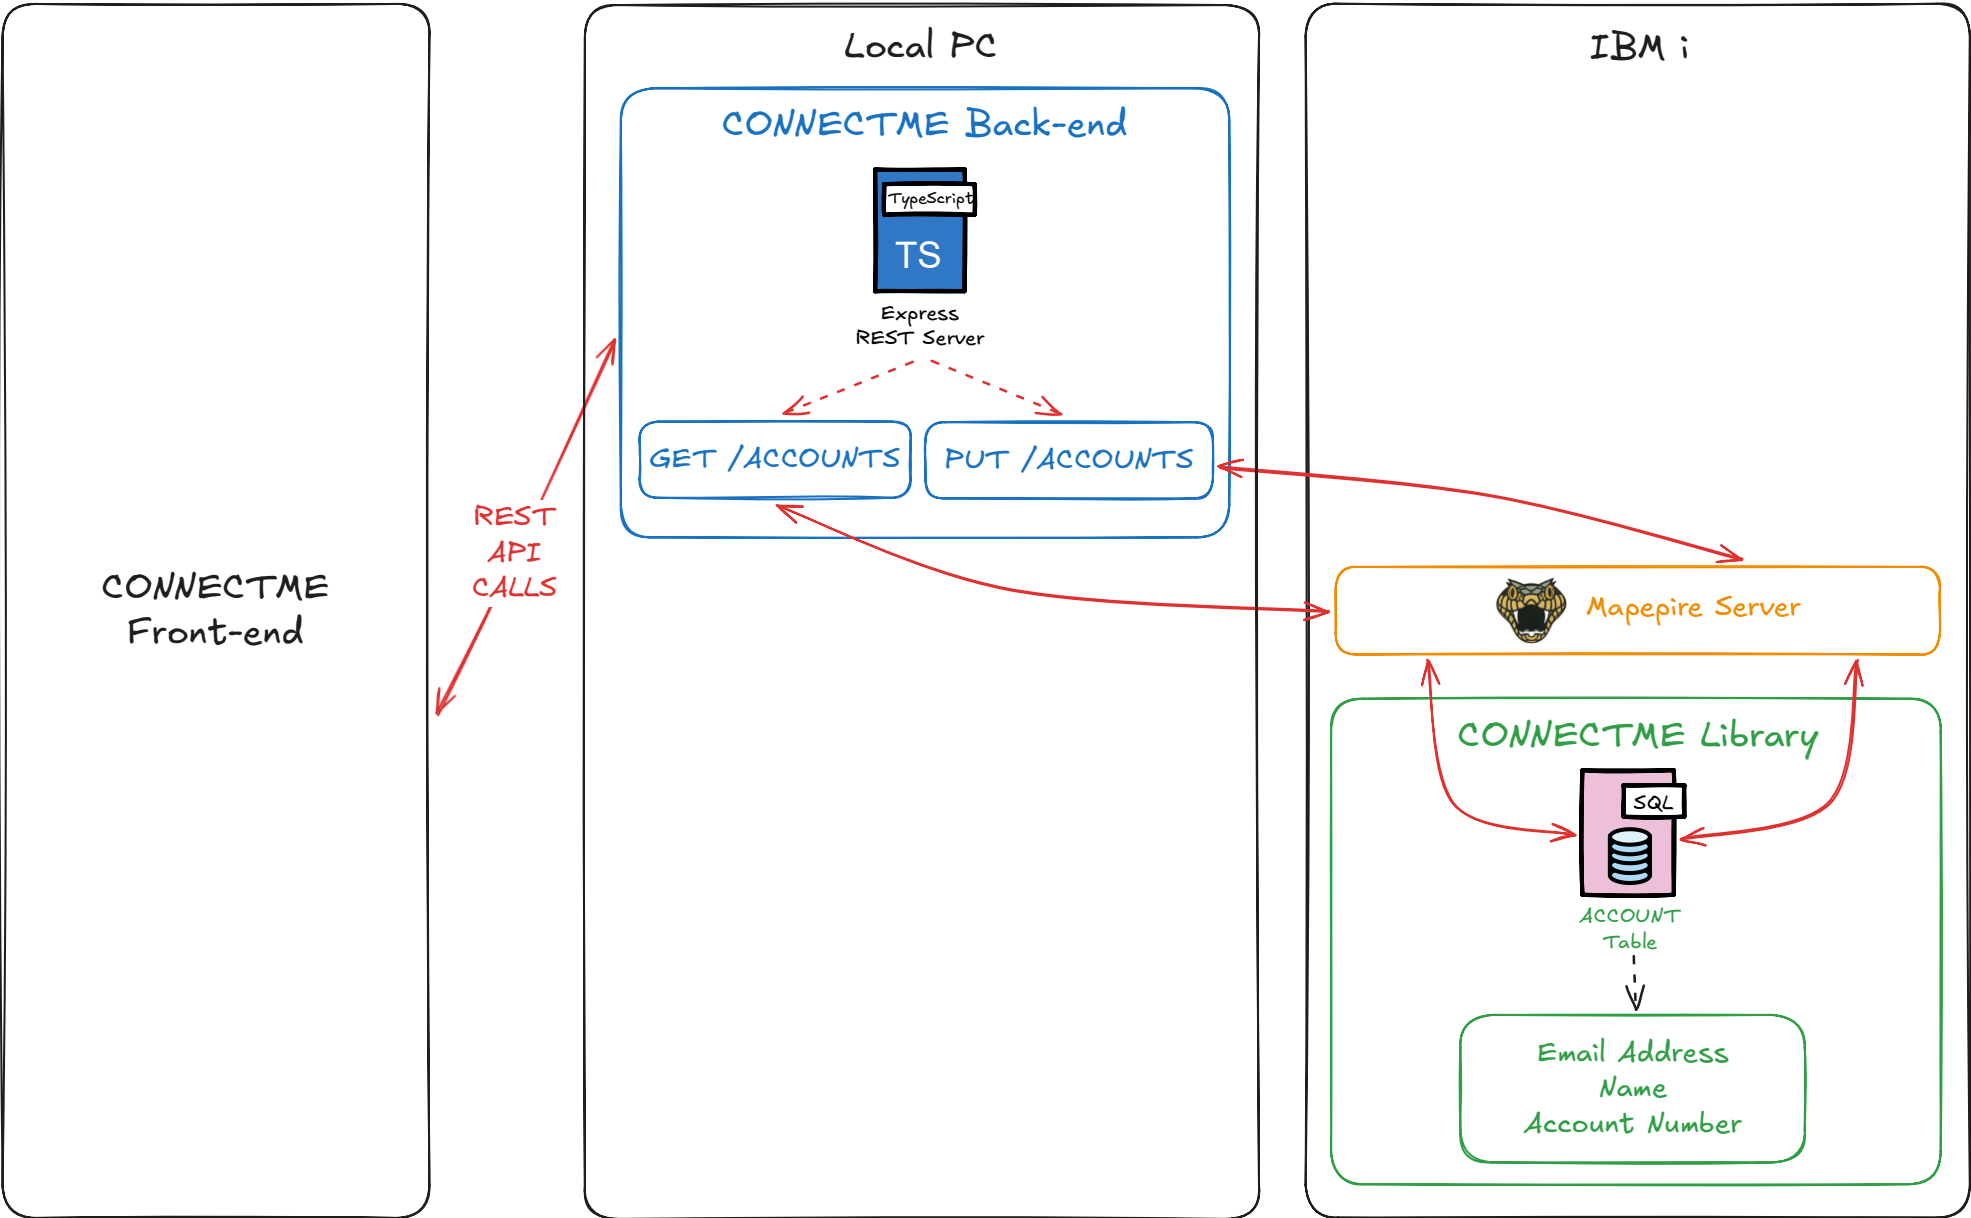 CONNECTME
Front-end
REST
API
CALLS
Local PC
CONNECTME Back-end
TypeScript
TS
Express
REST Server
GET /ACCOUNTS
PUT /ACCOUNTS
IBM i
Mapepire Server
CONNECTME Library
SQL
ACCOUNT
Table
Email Address
Name
Account Number